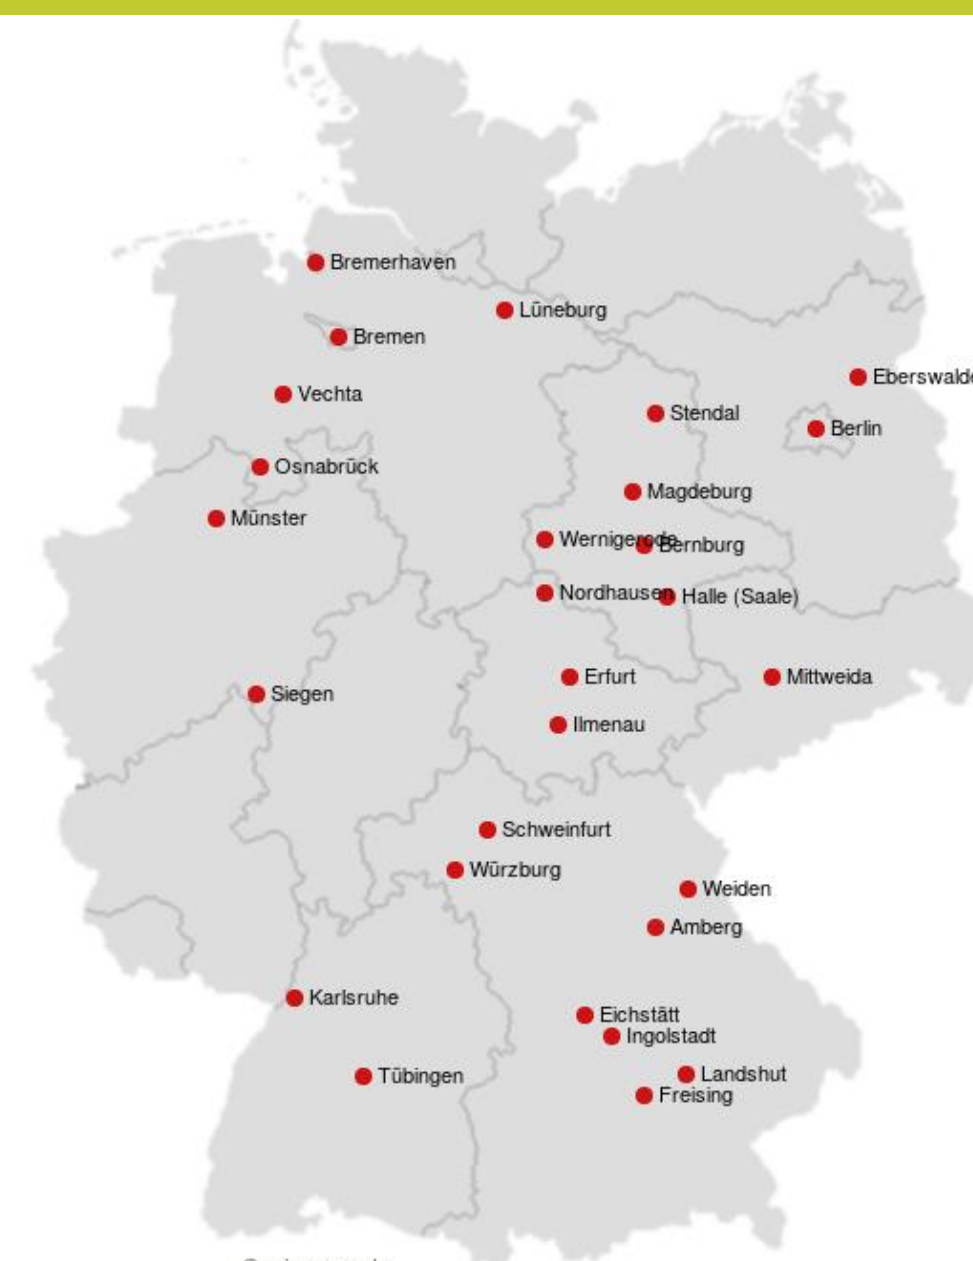 Bremerhaven
Lüneburg
Bremen
Eberswalde
Vechta
Stendal
Berlin
Osnabrück
Magdeburg
Münster
Wernigerode
Bernburg
Nordhausen
Halle (Saale)
Erfurt
Mittweida
Siegen
Ilmenau
Schweinfurt
Würzburg
Weiden
Amberg
Karlsruhe
Eichstätt
Ingolstadt
Landshut
Tübingen
Freising